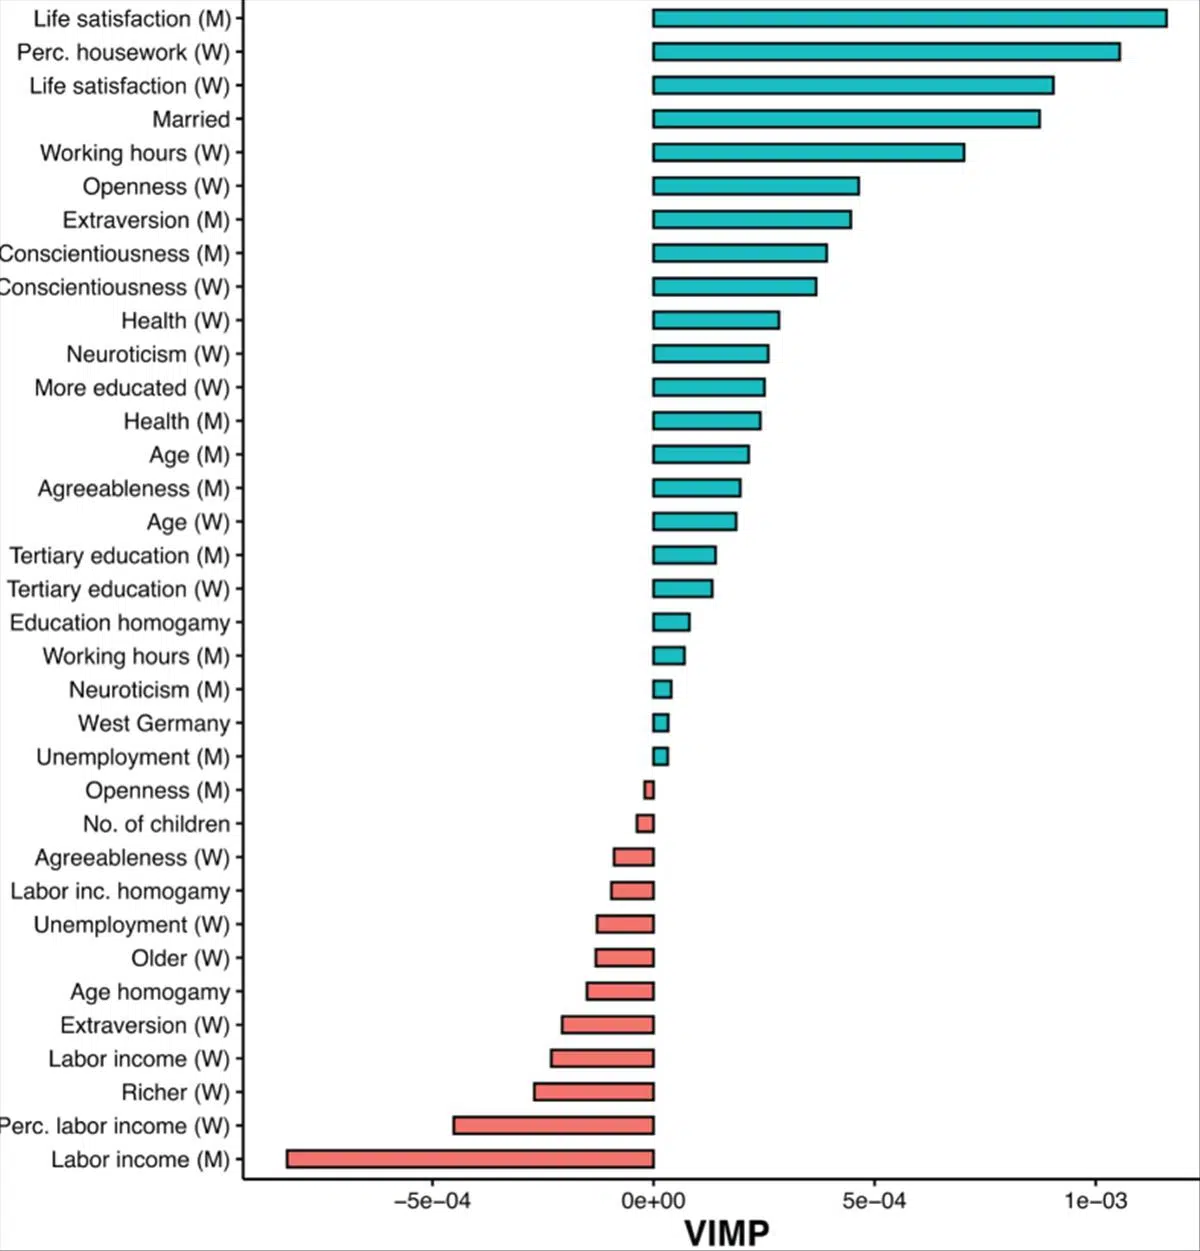 Life satisfaction (M)
Perc. housework (W)
Life satisfaction (W)
Married
Working hours (W)
Openness (W)
Extraversion (M)
Conscientiousness (M)
Conscientiousness (W)
Health (W)
Neuroticism (W)
More educated (W)
Health (M)
Age (M)
Agreeableness (M)
Age (W)
Tertiary education (M)
Tertiary education (W)
Education homogamy
Working hours (M)
Neuroticism (M)
West Germany
Unemployment (M)
Openness (M)
No. of children
Agreeableness (W)
Labor inc. homogamy
Unemployment (W)
Older (W)
Age homogamy
Extraversion (W)
Labor income (W)
Richer (W)
Perc. labor income (W)
Labor income (M)
−5e−04 0e+00 5e−04 1e−03
VIMP